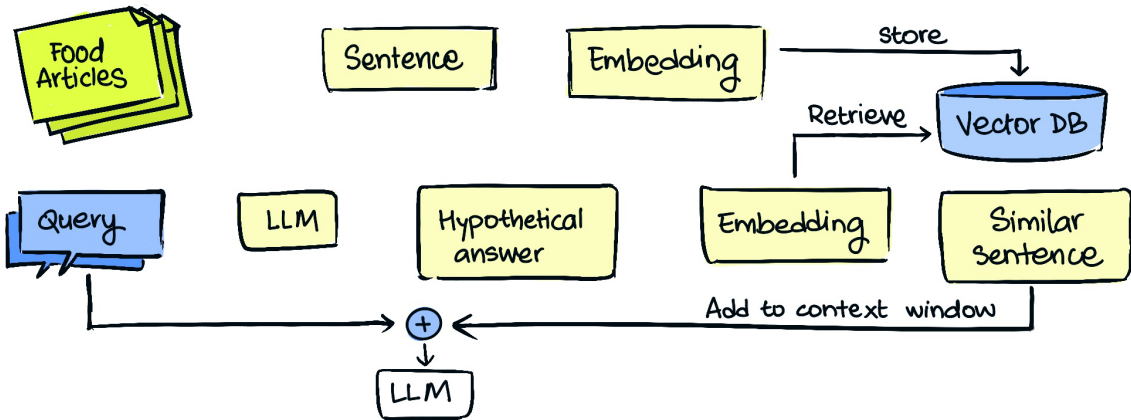 Food
Articles
Sentence
Embedding
store
Vector DB
Retrieve
Query
LLM
Hypothetical
answer
Embedding
Similar
sentence
Add to context window
+
LLM